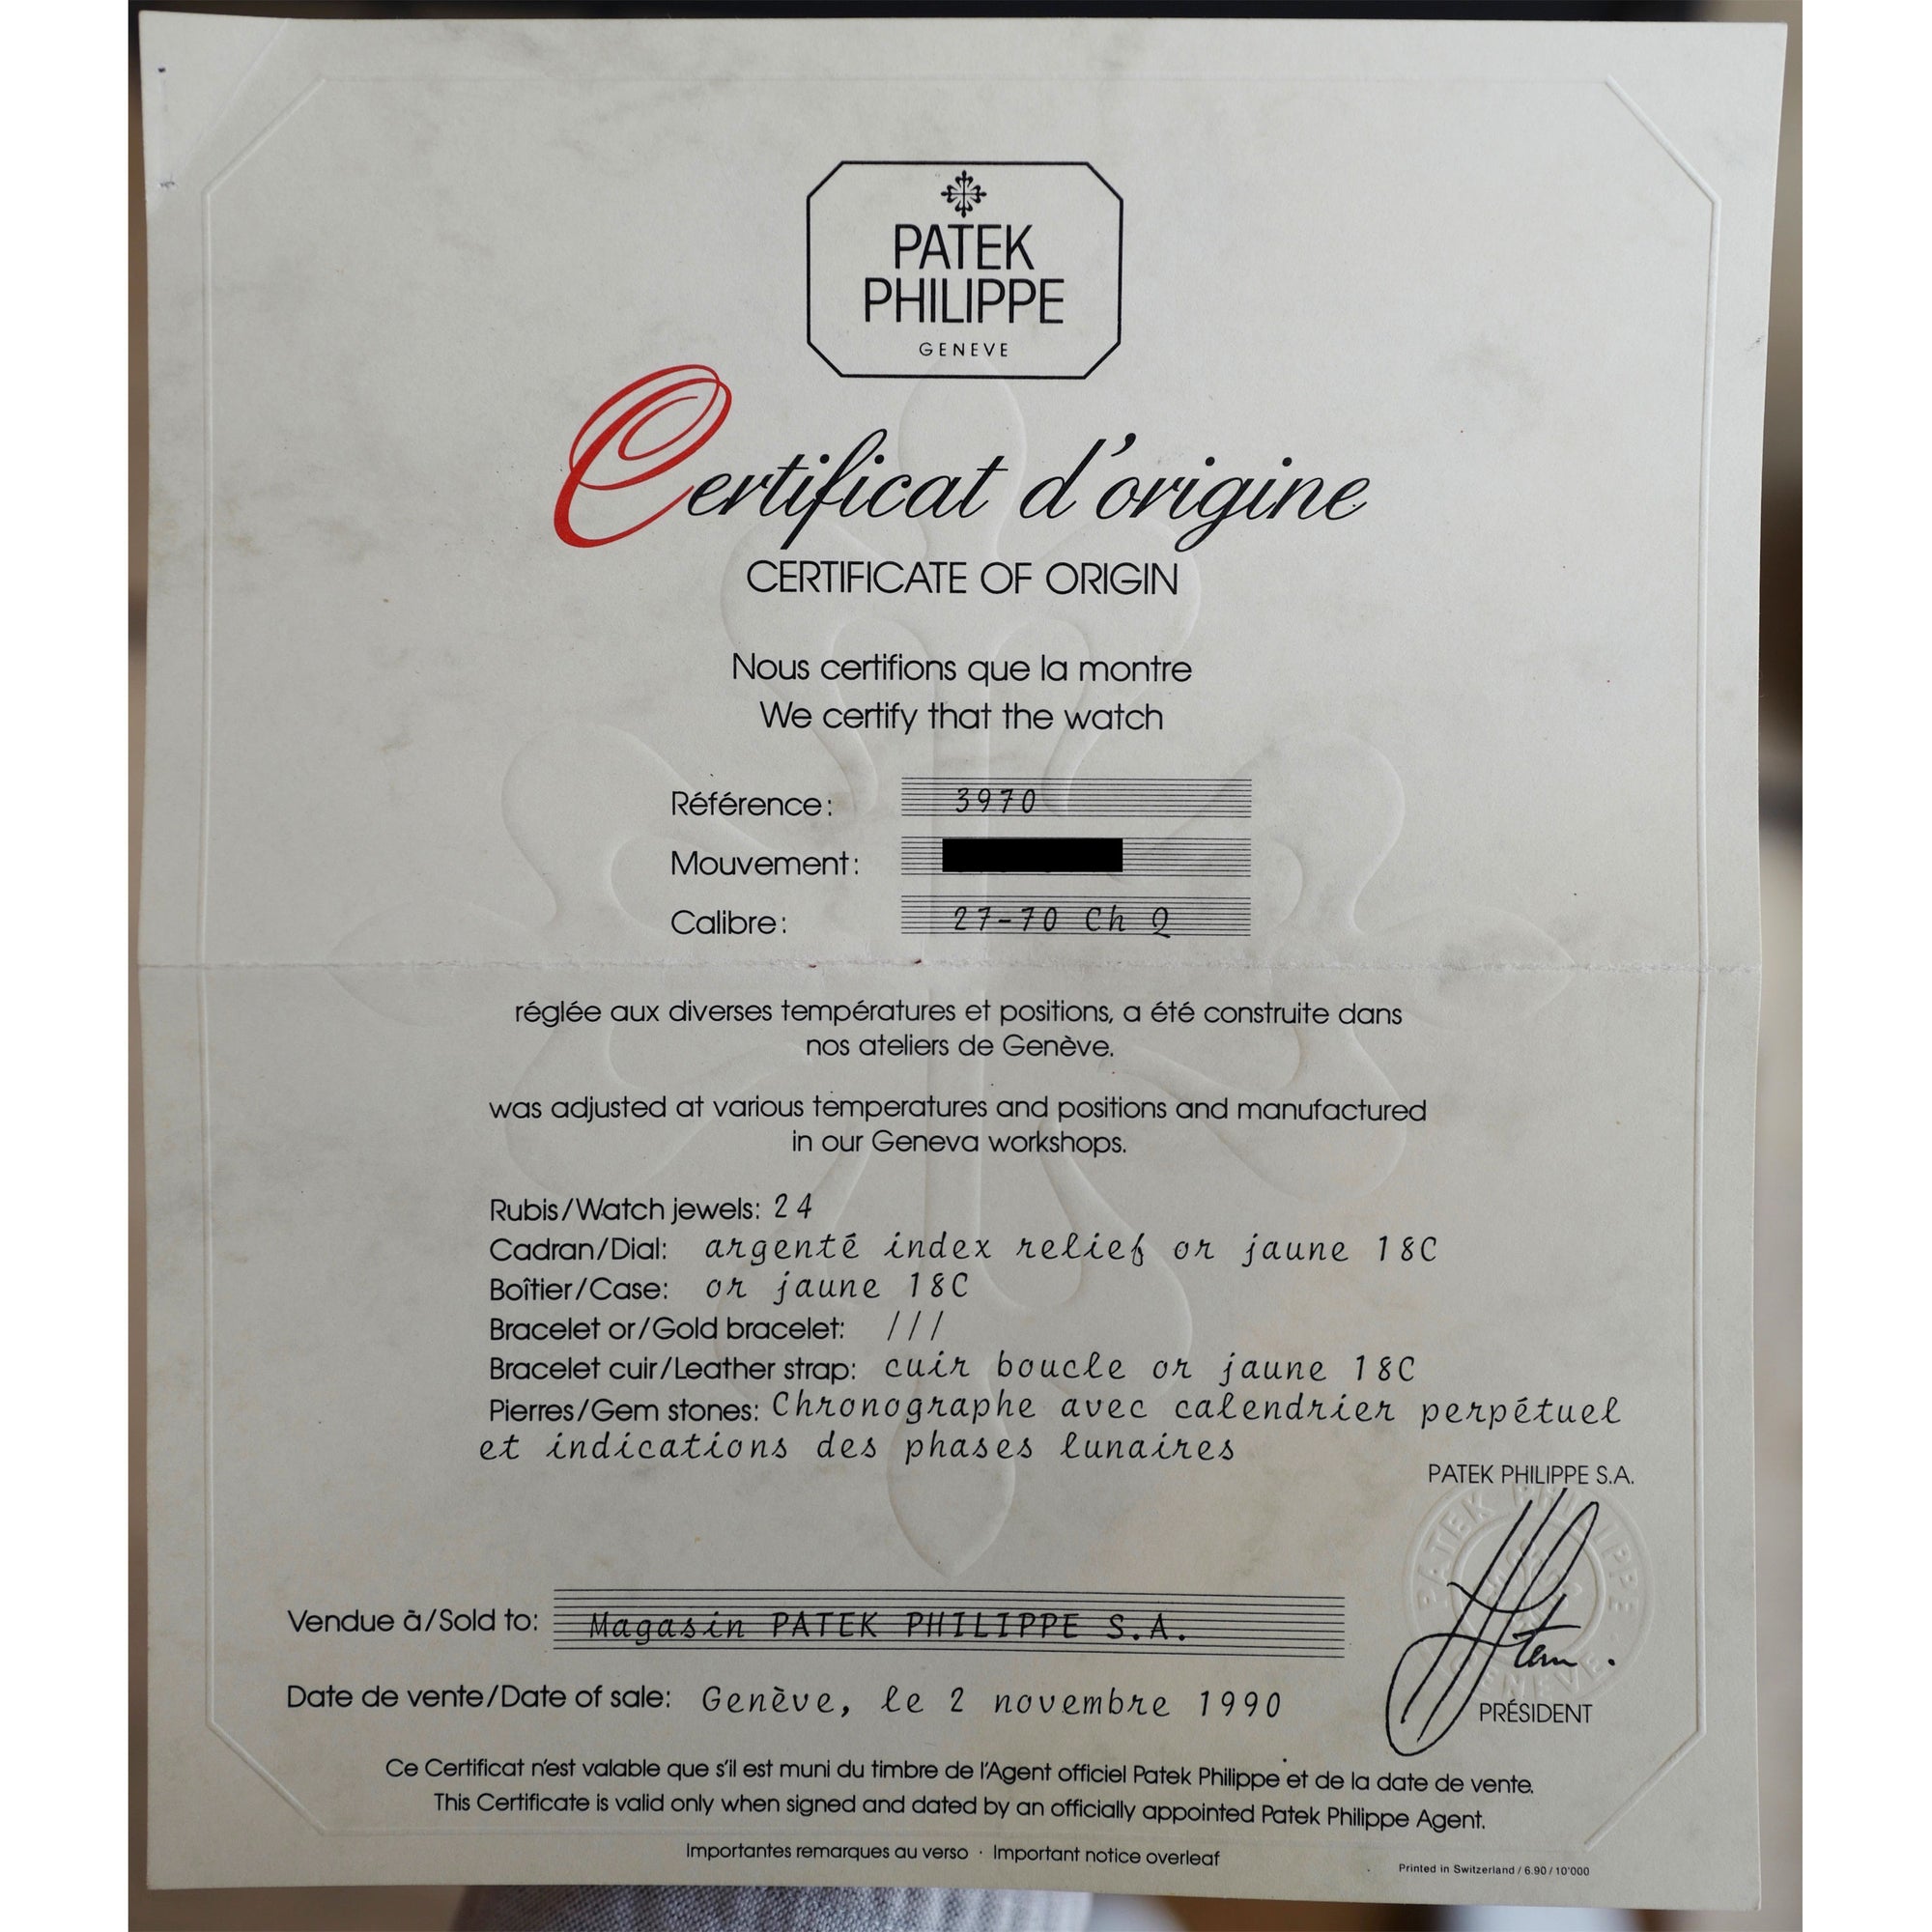 PATEK
PHILIPPE
GENEVE
Certificat d'origine
CERTIFICATE OF ORIGIN
Nous certifions que la montre
We certify that the watch
Référence: 3970
Mouvement:
Calibre: 27-70 Ch Q
réglée aux diverses températures et positions, a été construite dans
nos ateliers de Genève.
was adjusted at various temperatures and positions and manufactured
in our Geneva workshops.
Rubis/Watch jewels: 24
Cadran/Dial: argenté index relief or jaune 18C
Boîtier/Case: or jaune 18C
Bracelet or/Gold bracelet: ///
Bracelet cuir/Leather strap: cuir boucle or jaune 18C
Pierres/Gem stones: Chronographe avec calendrier perpétuel
et indications des phases lunaires
PATEK PHILIPPE S.A.
PATEK PHILIPPE
GENEVE
Stern.
Vendue à/Sold to: Magasin PATEK PHILIPPE S.A.
Date de vente/Date of sale: Genève, le 2 novembre 1990
PRÉSIDENT
Ce Certificat n'est valable que s'il est muni du timbre de l'Agent officiel Patek Philippe et de la date de vente.
This Certificate is valid only when signed and dated by an officially appointed Patek Philippe Agent.
Importantes remarques au verso · Important notice overleaf
Printed in Switzerland / 6.90 / 10'000